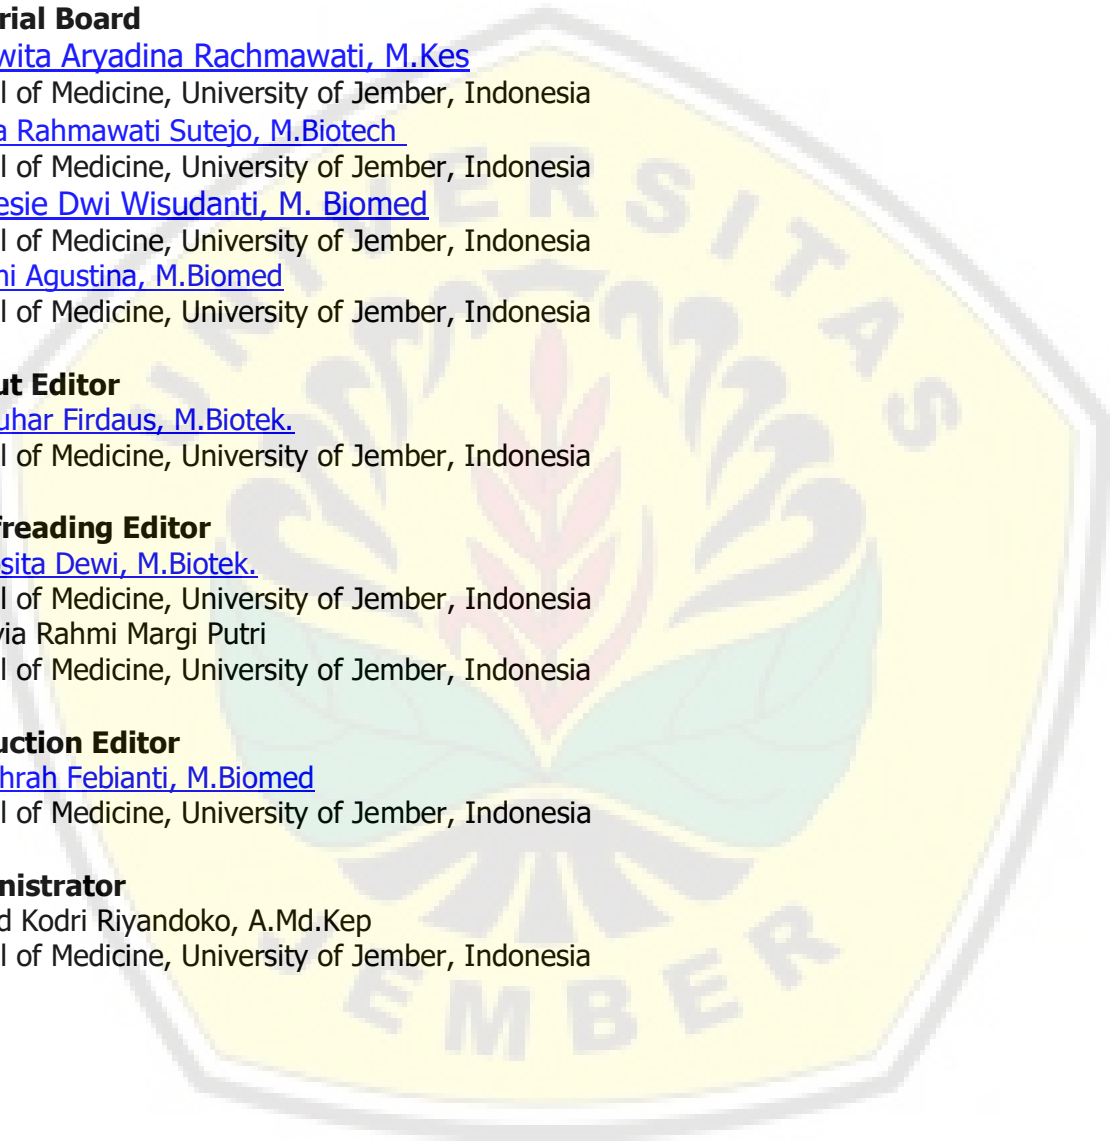 rial Board
wita Aryadina Rachmawati, M.Kes
l of Medicine, University of Jember, Indonesia
a Rahmawati Sutejo, M.Biotech
l of Medicine, University of Jember, Indonesia
esie Dwi Wisudanti, M. Biomed
l of Medicine, University of Jember, Indonesia
ni Agustina, M.Biomed
l of Medicine, University of Jember, Indonesia
ut Editor
uhar Firdaus, M.Biotek.
l of Medicine, University of Jember, Indonesia
freading Editor
sita Dewi, M.Biotek.
l of Medicine, University of Jember, Indonesia
via Rahmi Margi Putri
l of Medicine, University of Jember, Indonesia
uction Editor
hrah Febianti, M.Biomed
l of Medicine, University of Jember, Indonesia
nistrator
d Kodri Riyandoko, A.Md.Kep
l of Medicine, University of Jember, Indonesia
UNIVERSITAS
JEMBER